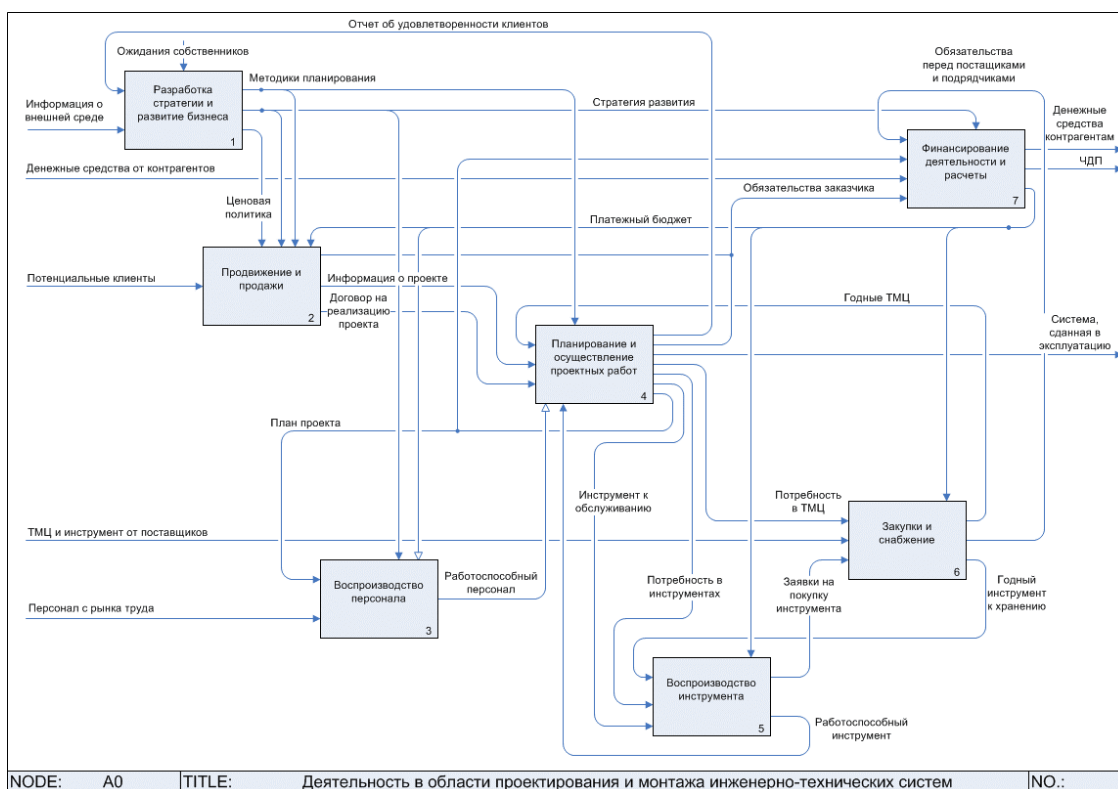 Отчет об удовлетворенности клиентов
Ожидания собственников
Обязательства
перед постащиками
и подрядчиками
Разработка
стратегии и
развитие бизнеса
1
Методики планирования
Информация о
внешней среде
Стратегия развития
Денежные
средства
контрагентам
Финансирование
деятельности и
расчеты
7
ЧДП
Денежные средства от контрагентов
Обязательства заказчика
Ценовая
политика
Платежный бюджет
Продвижение и
продажи
2
Потенциальные клиенты
Информация о проекте
Договор на
реализацию
проекта
Годные ТМЦ
Система,
сданная в
эксплуатацию
Планирование и
осуществление
проектных работ
4
План проекта
Инструмент к
обслуживанию
Потребность
в ТМЦ
Закупки и
снабжение
6
ТМЦ и инструмент от поставщиков
Воспроизводство
персонала
3
Работоспособный
персонал
Потребность в
инструментах
Заявки на
покупку
инструмента
Годный
инструмент
к хранению
Персонал с рынка труда
Воспроизводство
инструмента
5
Работоспособный
инструмент
NODE: A0 TITLE: Деятельность в области проектирования и монтажа инженерно-технических систем NO.: